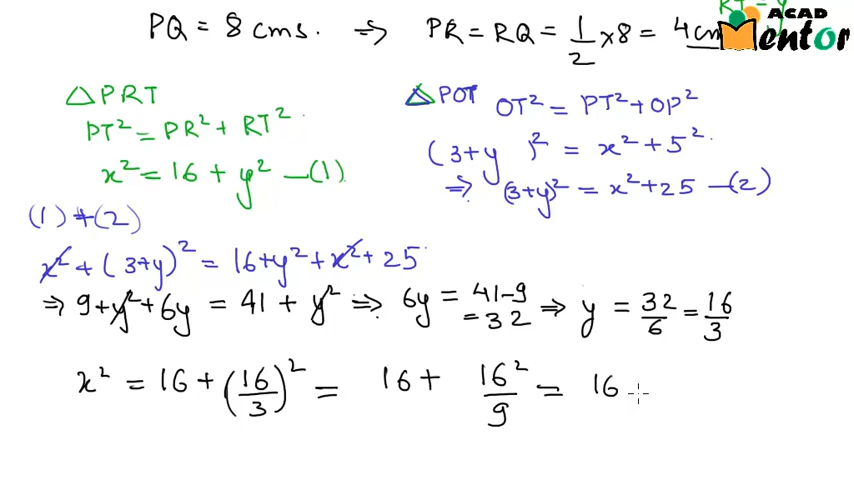 PQ = 8 cms. ⇒ PR = RQ = 1/2 × 8 = 4 cm
RT = y
ACAD
Mentor
△ PRT
PT² = PR² + RT²
x² = 16 + y² —(1)
△ POT OT² = PT² + OP²
(3+y )² = x² + 5²
⇒ (3+y)² = x² + 25 —(2)
(1) + (2)
x² + (3+y)² = 16 + y² + x² + 25
⇒ 9 + y² + 6y = 41 + y² ⇒ 6y = 41 - 9 = 32 ⇒ y = 32/6 = 16/3
x² = 16 + (16/3)² = 16 + 16²/9 = 16